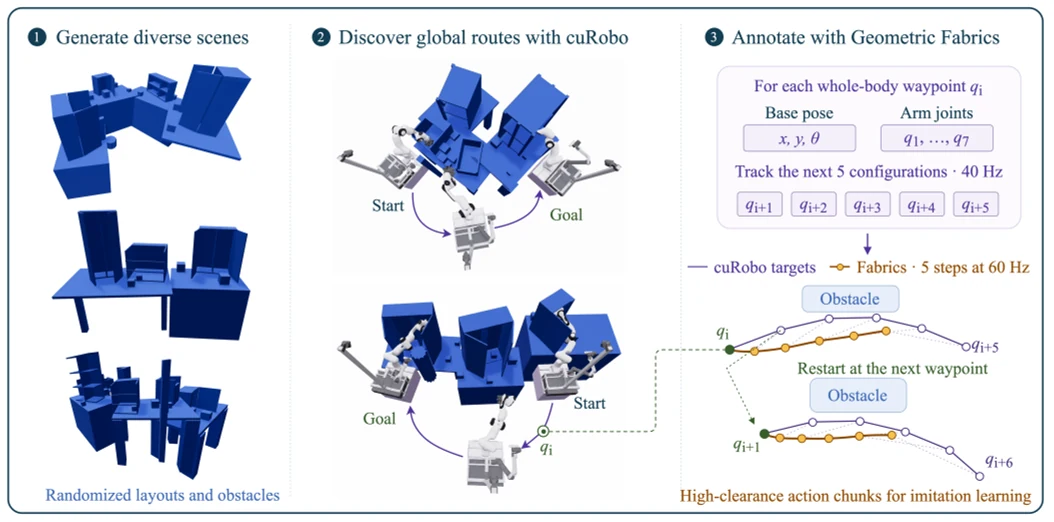 1 Generate diverse scenes
Randomized layouts and obstacles
2 Discover global routes with cuRobo
Start
Goal
Goal
Start
qi
3 Annotate with Geometric Fabrics
For each whole-body waypoint qi
Base pose
Arm joints
x, y, θ
q1, …, q7
Track the next 5 configurations · 40 Hz
qi+1
qi+2
qi+3
qi+4
qi+5
cuRobo targets
Fabrics · 5 steps at 60 Hz
Obstacle
qi
qi+5
Restart at the next waypoint
Obstacle
qi+1
qi+6
High-clearance action chunks for imitation learning